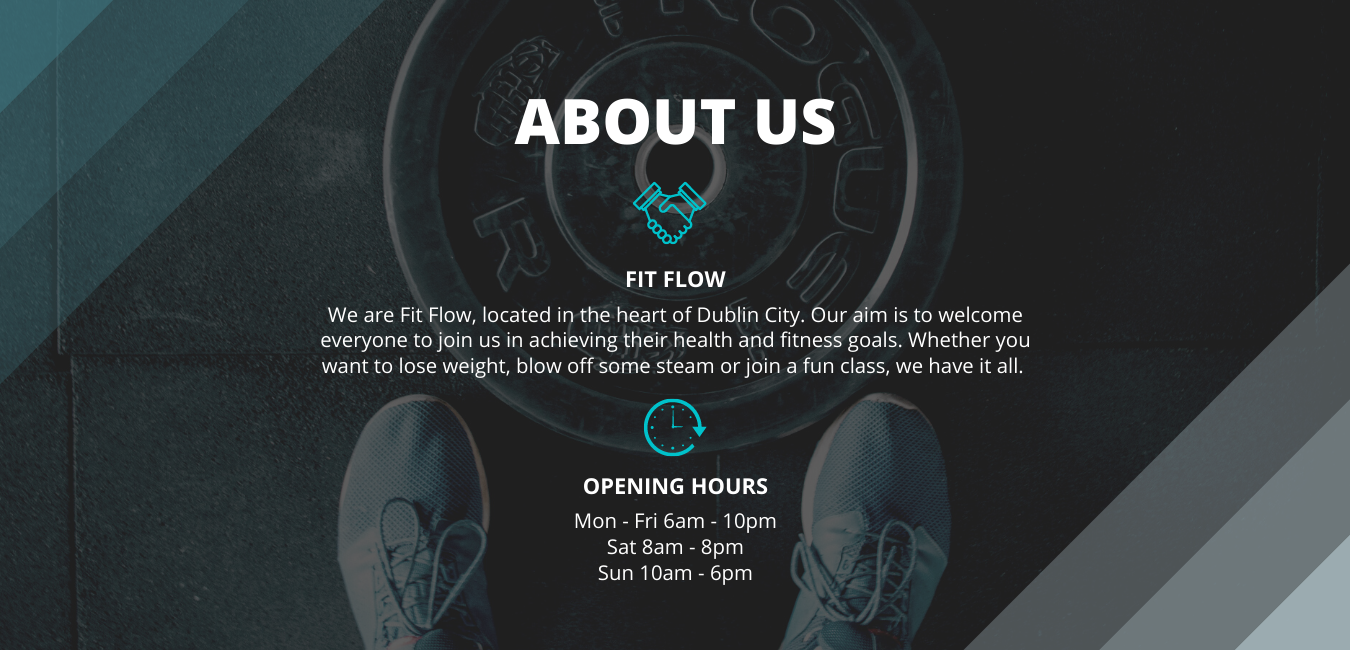 ABOUT US
FIT FLOW
We are Fit Flow, located in the heart of Dublin City. Our aim is to welcome
everyone to join us in achieving their health and fitness goals. Whether you
want to lose weight, blow off some steam or join a fun class, we have it all.
OPENING HOURS
Mon - Fri 6am - 10pm
Sat 8am - 8pm
Sun 10am - 6pm